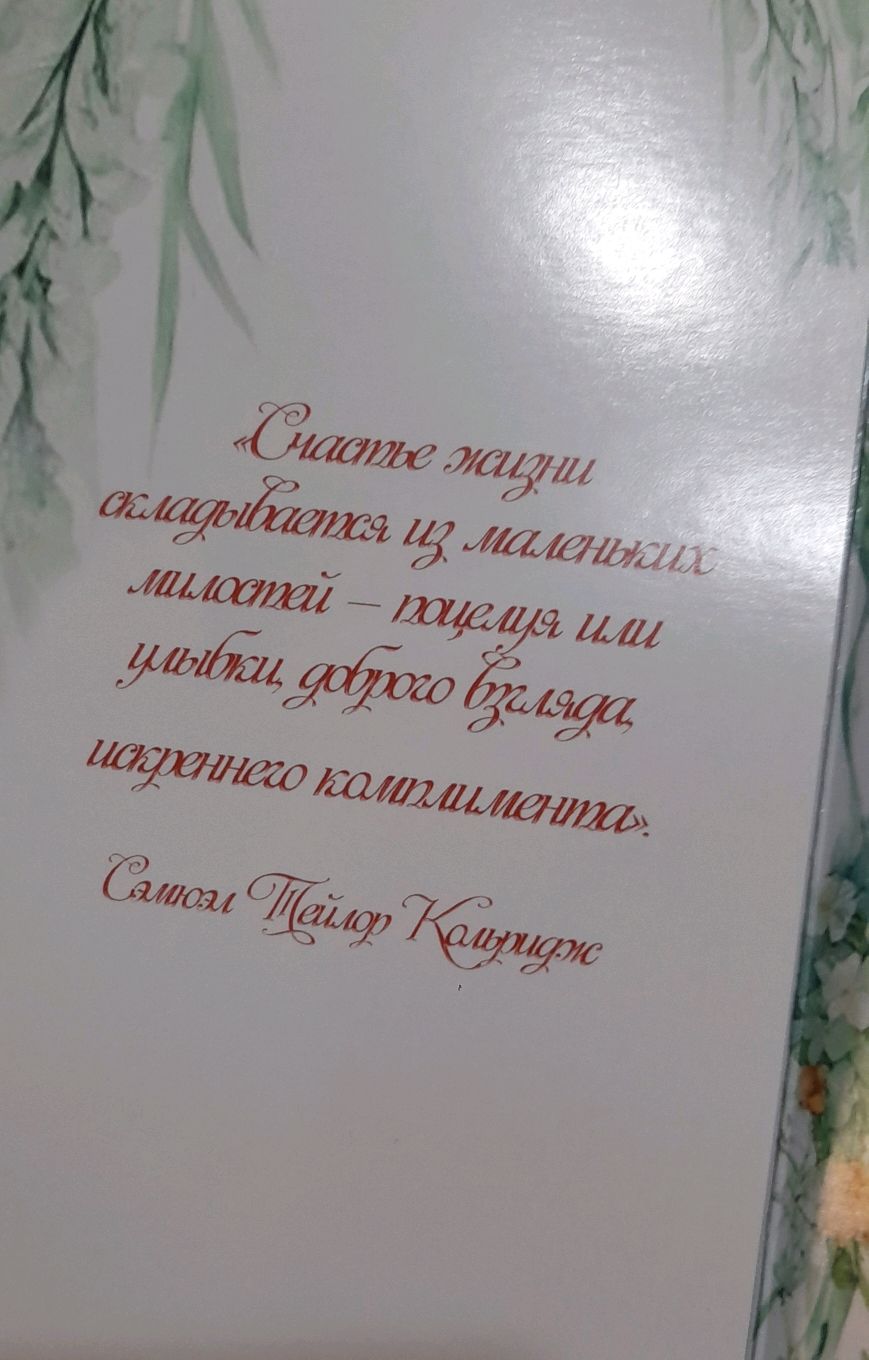 «Счастье жизни
складывается из маленьких
милостей – поцелуя или
улыбки, доброго взгляда,
искреннего комплимента».
Сэмюэл Тейлор Кольридж